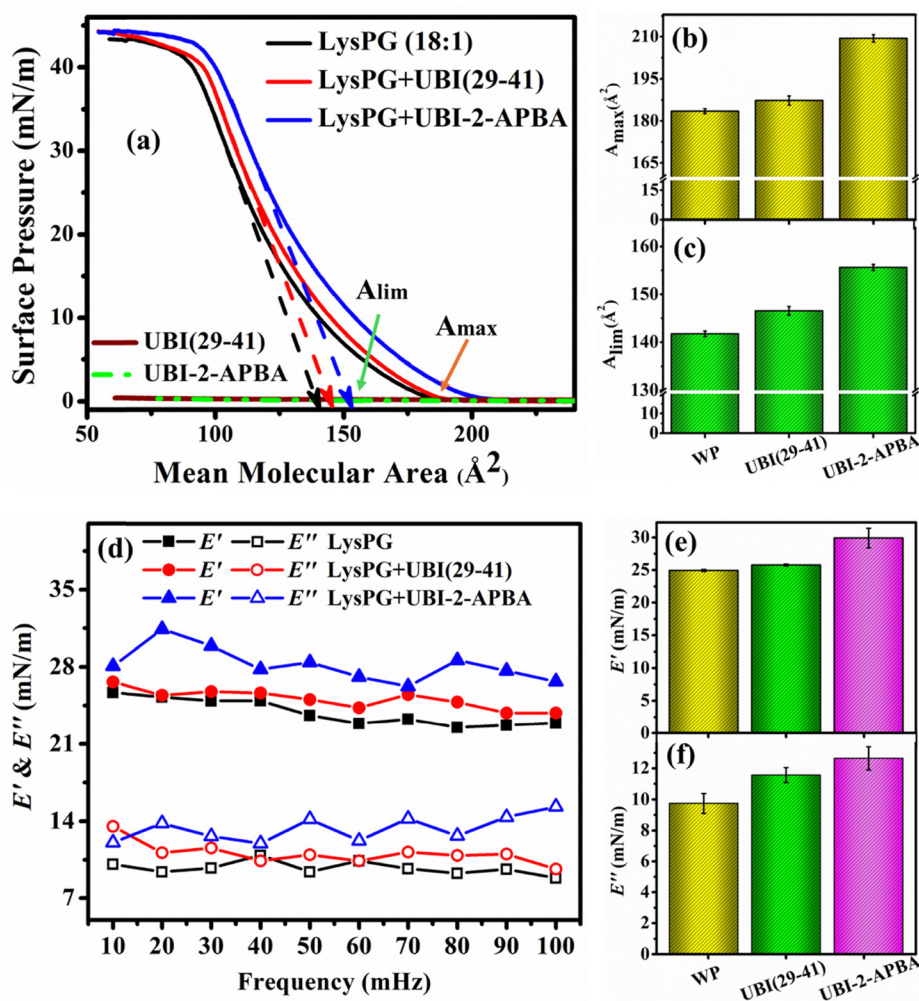 (a)
LysPG (18:1)
LysPG+UBI(29-41)
LysPG+UBI-2-APBA
Alim
Amax
UBI(29-41)
UBI-2-APBA
Surface Pressure (mN/m)
40
30
20
10
0
50 100 150 200
Mean Molecular Area (Å²)
(b)
Amax(Å²)
210
195
180
165
15
0
(c)
Alim(Å²)
160
150
140
130
10
0
WP UBI(29-41) UBI-2-APBA
(d)
E' E'' LysPG
E' E'' LysPG+UBI(29-41)
E' E'' LysPG+UBI-2-APBA
E' & E'' (mN/m)
35
28
21
14
7
10 20 30 40 50 60 70 80 90 100
Frequency (mHz)
(e)
E' (mN/m)
30
25
20
15
10
5
0
(f)
E'' (mN/m)
12
10
8
6
4
2
0
WP UBI(29-41) UBI-2-APBA